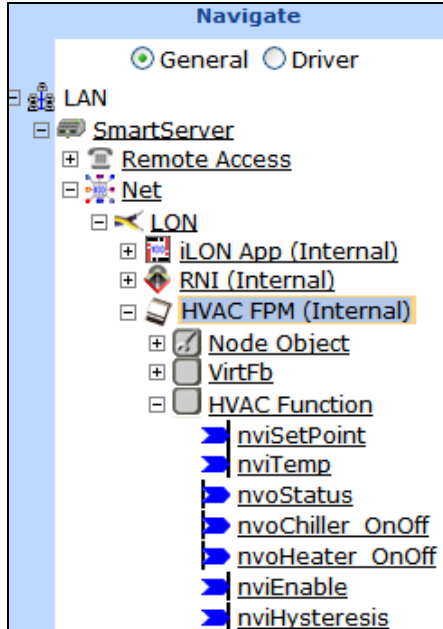 Navigate
General Driver
LAN
SmartServer
Remote Access
Net
LON
iLON App (Internal)
RNI (Internal)
HVAC FPM (Internal)
Node Object
VirtFb
HVAC Function
nviSetPoint
nviTemp
nvoStatus
nvoChiller_OnOff
nvoHeater_OnOff
nviEnable
nviHysteresis